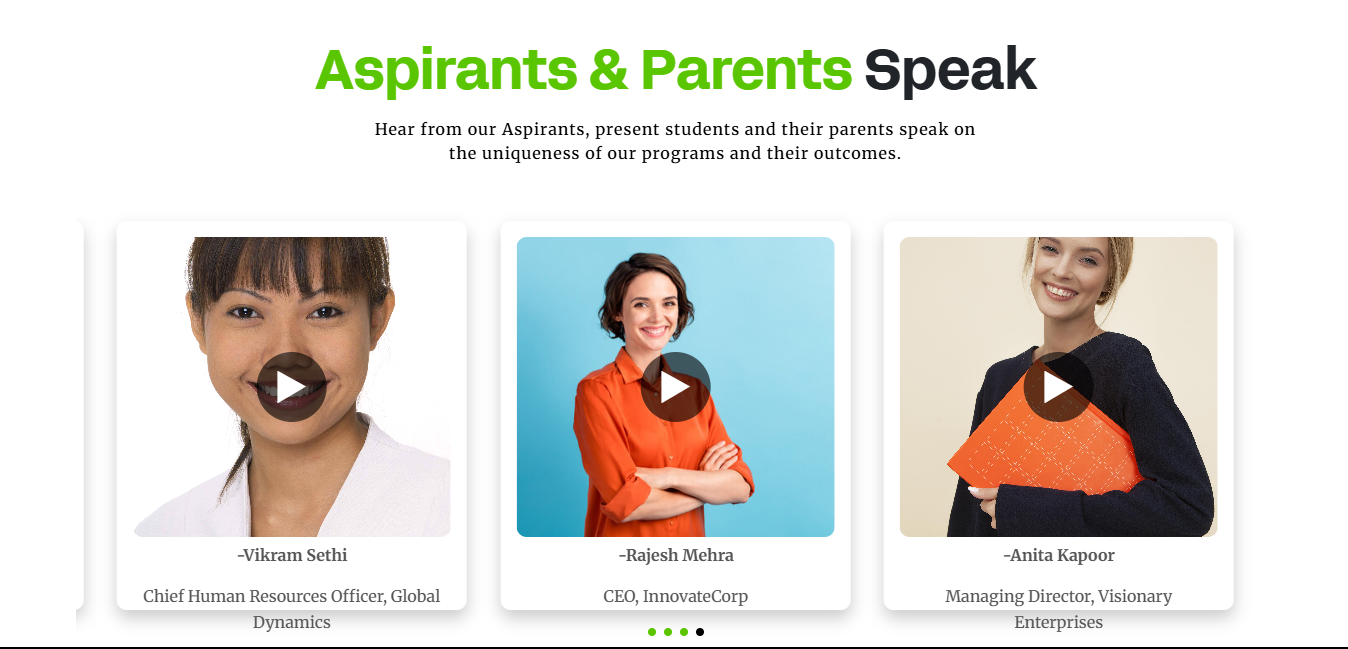 Aspirants & Parents Speak
Hear from our Aspirants, present students and their parents speak on
the uniqueness of our programs and their outcomes.
-Vikram Sethi
Chief Human Resources Officer, Global
Dynamics
-Rajesh Mehra
CEO, InnovateCorp
-Anita Kapoor
Managing Director, Visionary
Enterprises